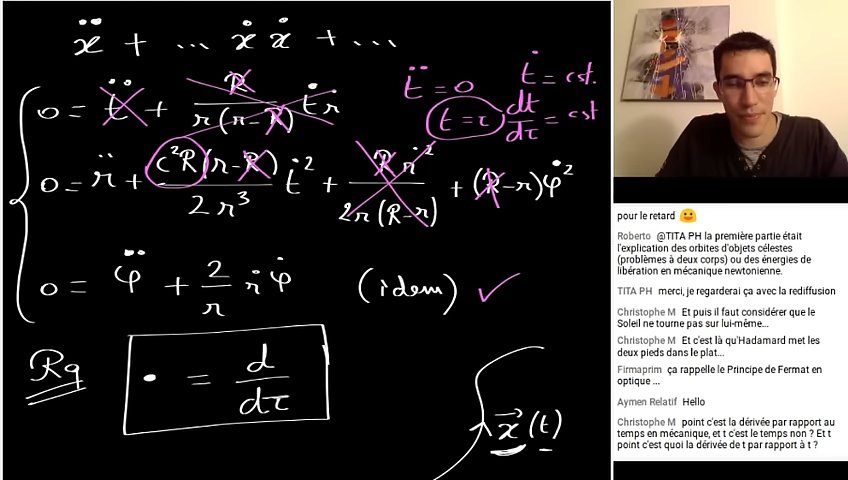 ẍ + ... ẋ ẋ + ...
0 = ẗ + R / r(r-R) ṫ ṙ
ẗ = 0
ṫ = cst.
t = τ
dt/dτ = cst
0 = r̈ + c²R(r-R) / 2r³ ṫ² + R ṙ² / 2r(R-r) + (R-r)φ̇²
0 = φ̈ + 2/r ṙ φ̇ (idem) ✓
Rq
• = d/dτ
x⃗(t)
pour le retard 😀
Roberto @TITA PH la première partie était
l'explication des orbites d'objets célestes
(problèmes à deux corps) ou des énergies de
libération en mécanique newtonienne.
TITA PH merci, je regarderai ça avec la rediffusion
Christophe M Et puis il faut considérer que le
Soleil ne tourne pas sur lui-même...
Christophe M Et c'est là qu'Hadamard met les
deux pieds dans le plat...
Firmaprim ça rappelle le Principe de Fermat en
optique ...
Aymen Relatif Hello
Christophe M point c'est la dérivée par rapport au
temps en mécanique, et t c'est le temps non ? Et t
point c'est quoi la dérivée de t par rapport à t ?